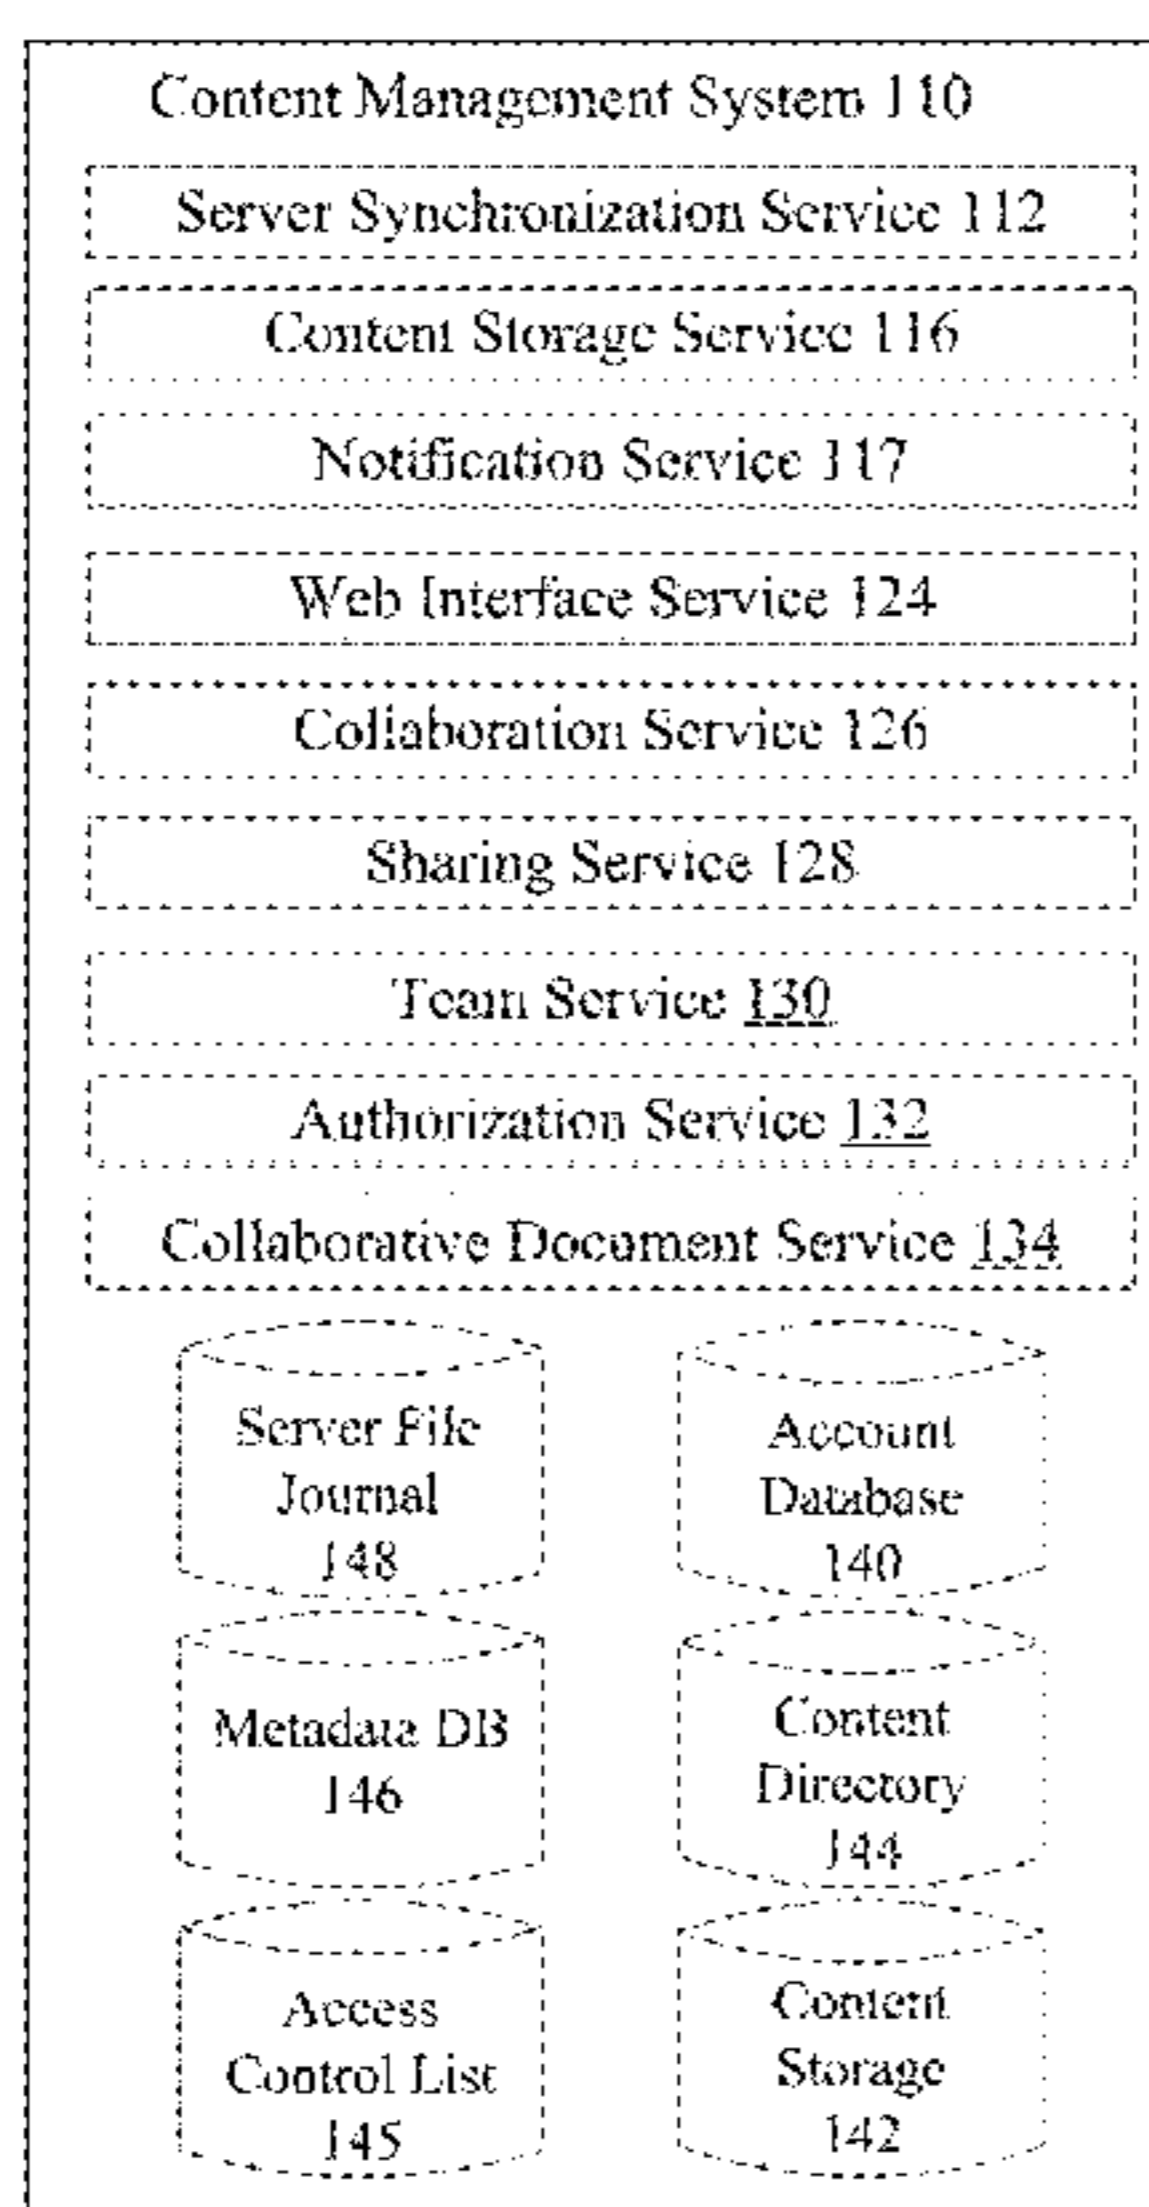 Content Management System 110
Server Synchronization Service 112
Content Storage Service 116
Notification Service 117
Web Interface Service 124
Collaboration Service 126
Sharing Service 128
Team Service 130
Authorization Service 132
Collaborative Document Service 134
Server File
Journal
148
Account
Database
140
Metadata DB
146
Content
Directory
144
Access
Control List
145
Content
Storage
142